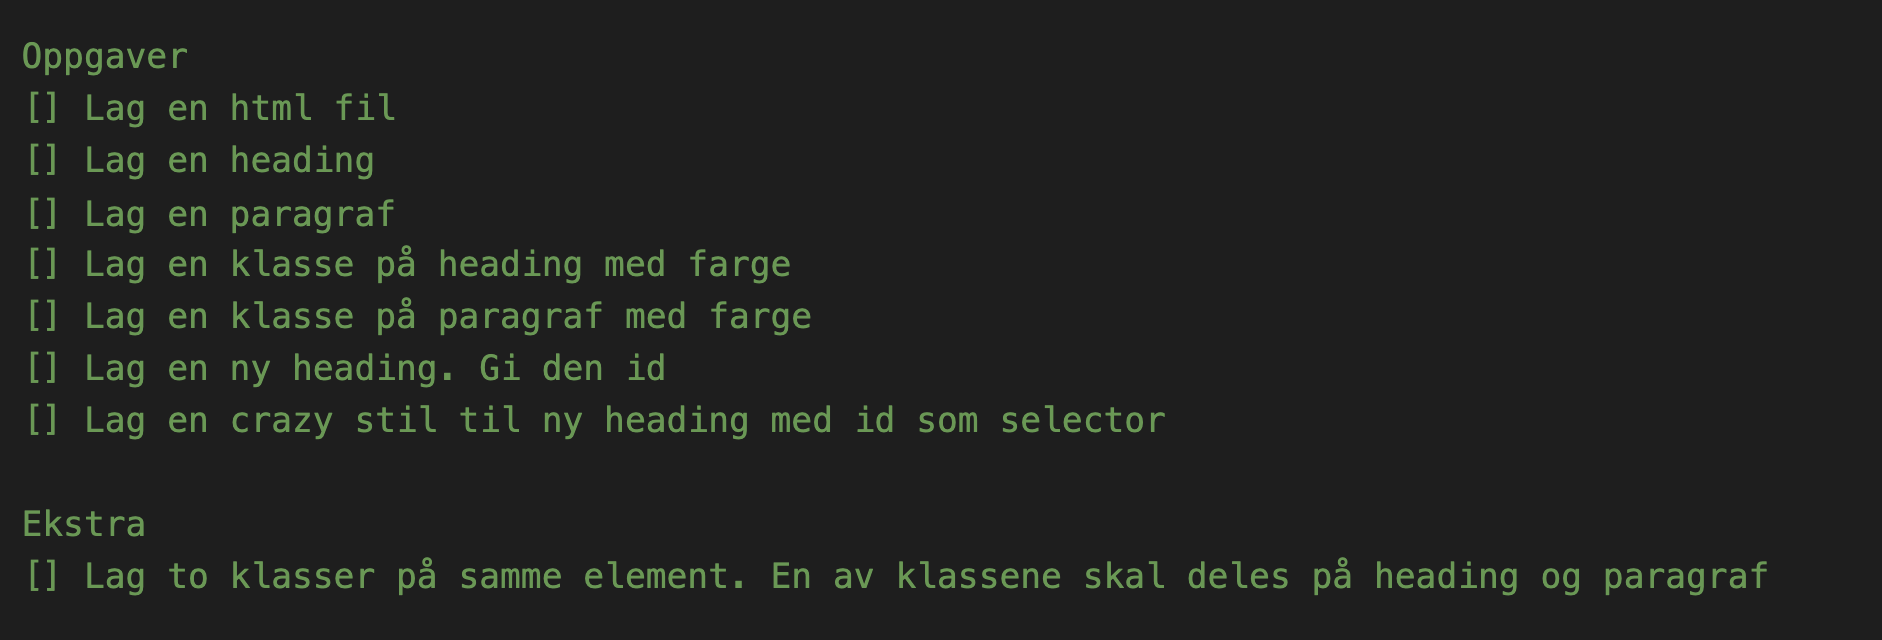 Oppgaver
[] Lag en html fil
[] Lag en heading
[] Lag en paragraf
[] Lag en klasse på heading med farge
[] Lag en klasse på paragraf med farge
[] Lag en ny heading. Gi den id
[] Lag en crazy stil til ny heading med id som selector
Ekstra
[] Lag to klasser på samme element. En av klassene skal deles på heading og paragraf